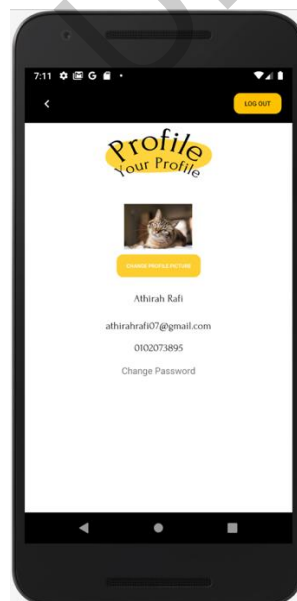 7:11 G
LOG OUT
Profile
Your Profile
CHANGE PROFILE PICTURE
Athirah Rafi
athirahrafi07@gmail.com
0102073895
Change Password